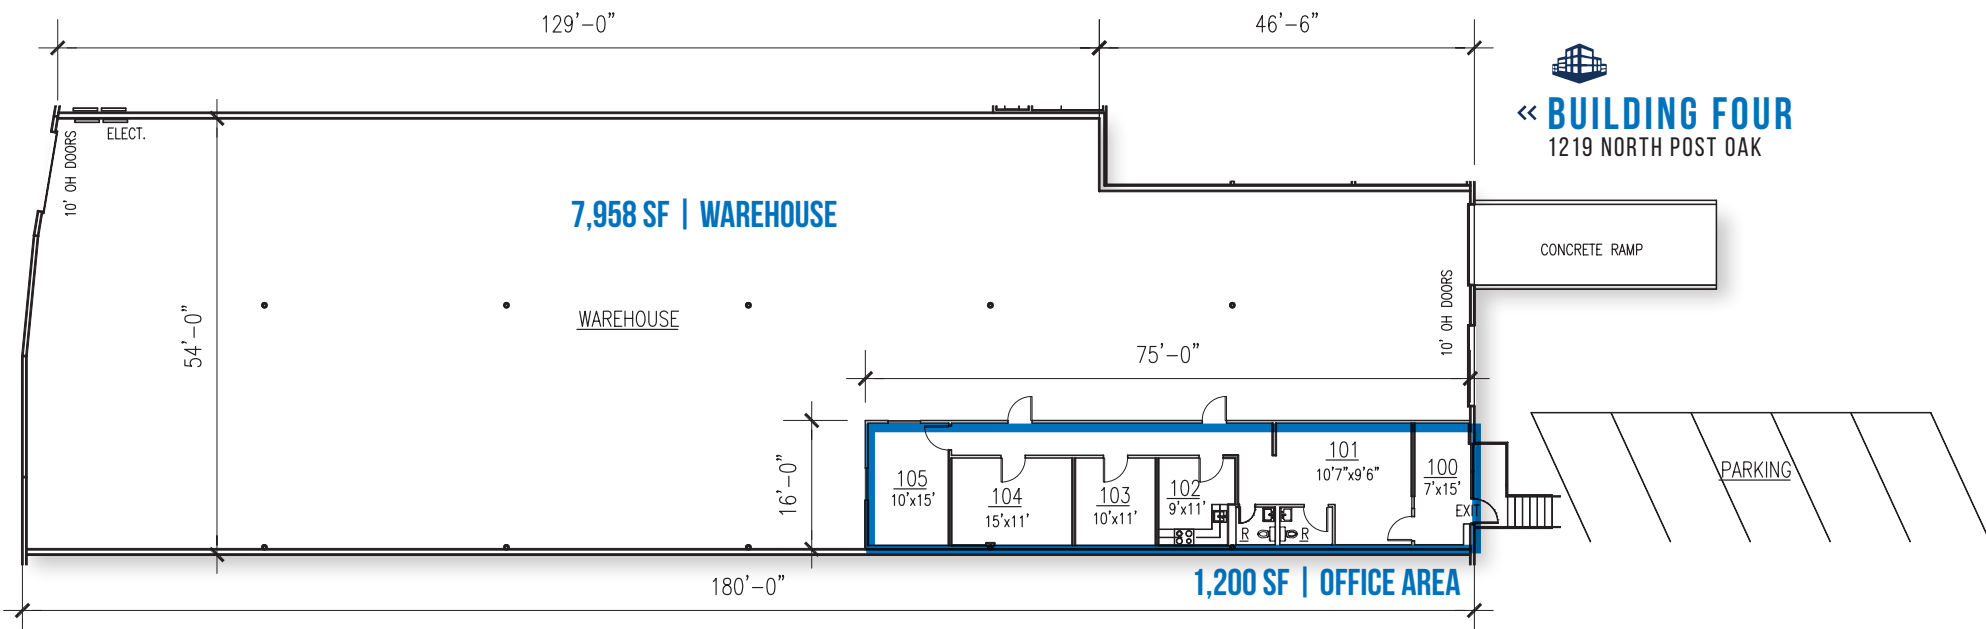 129'-0"
46'-6"
« BUILDING FOUR
1219 NORTH POST OAK
10' OH DOORS
ELECT.
7,958 SF | WAREHOUSE
CONCRETE RAMP
WAREHOUSE
54'-0"
10' OH DOORS
75'-0"
16'-0"
105
10'x15'
104
15'x11'
103
10'x11'
102
9'x11'
101
10'7"x9'6"
100
7'x15'
EXIT
R
R
PARKING
180'-0"
1,200 SF | OFFICE AREA